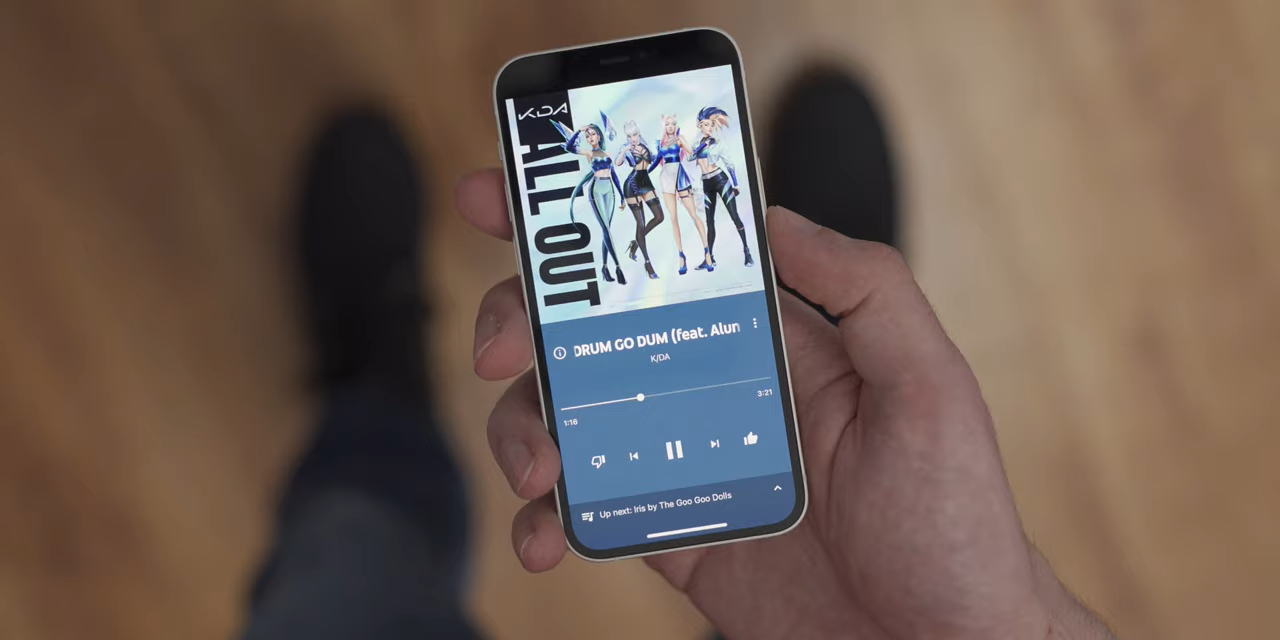 K/DA
ALL OUT
DRUM GO DUM (feat. Alun
K/DA
1:16
3:21
Up next: Iris by The Goo Goo Dolls